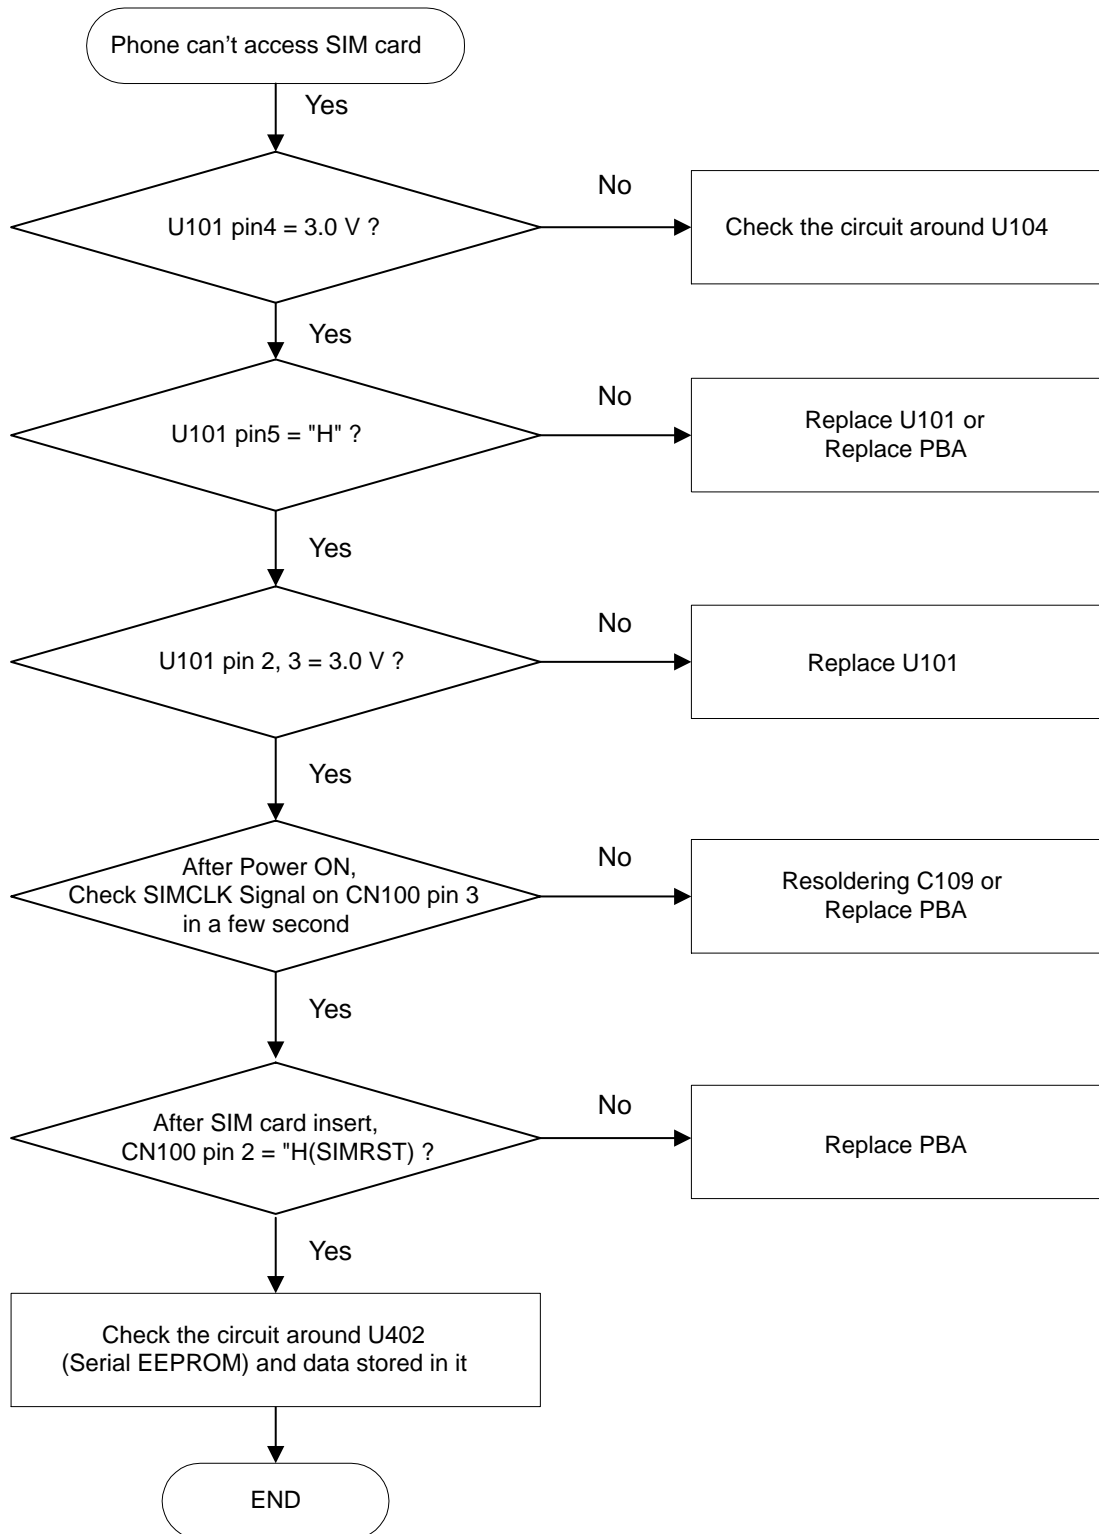 Phone can't access SIM card
Yes
U101 pin4 = 3.0 V ?
No
Check the circuit around U104
Yes
U101 pin5 = "H" ?
No
Replace U101 or
Replace PBA
Yes
U101 pin 2, 3 = 3.0 V ?
No
Replace U101
Yes
After Power ON,
Check SIMCLK Signal on CN100 pin 3
in a few second
No
Resoldering C109 or
Replace PBA
Yes
After SIM card insert,
CN100 pin 2 = "H(SIMRST) ?
No
Replace PBA
Yes
Check the circuit around U402
(Serial EEPROM) and data stored in it
END